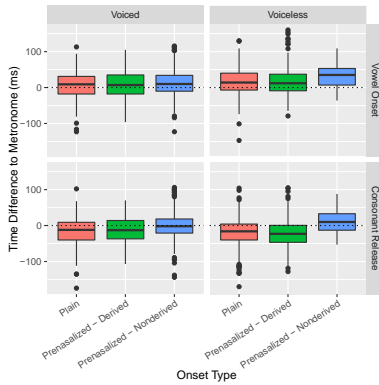 Voiced
Voiceless
Time Difference to Metronome (ms)
100
0
−100
Vowel Onset
100
0
−100
Consonant Release
Plain
Prenasalized − Derived
Prenasalized − Nonderived
Plain
Prenasalized − Derived
Prenasalized − Nonderived
Onset Type